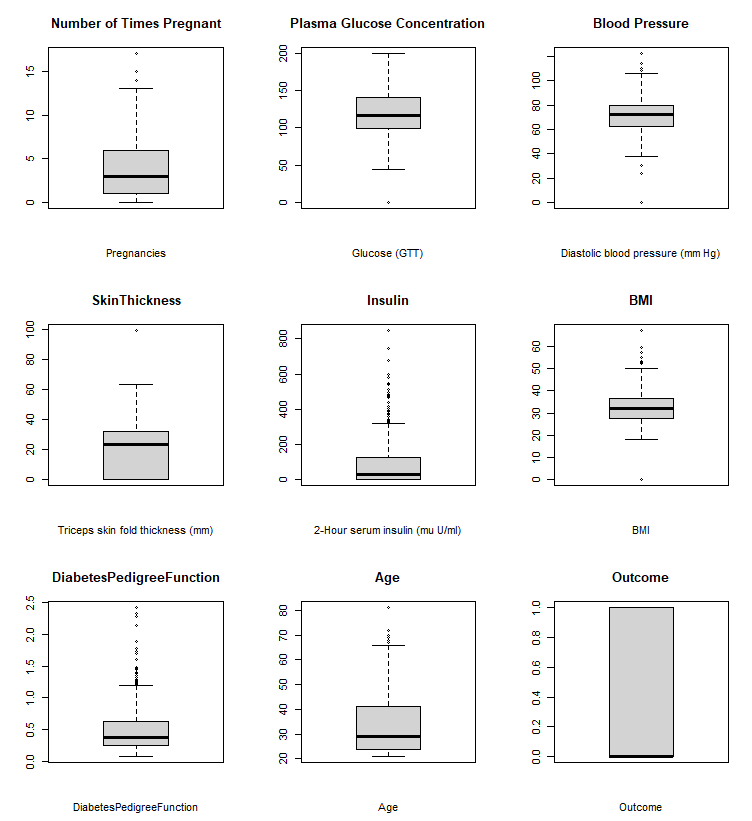 Number of Times Pregnant
15
10
5
0
Pregnancies
Plasma Glucose Concentration
200
150
100
50
0
Glucose (GTT)
Blood Pressure
100
80
60
40
20
0
Diastolic blood pressure (mm Hg)
SkinThickness
100
80
60
40
20
0
Triceps skin fold thickness (mm)
Insulin
800
600
400
200
0
2-Hour serum insulin (mu U/ml)
BMI
60
50
40
30
20
10
0
BMI
DiabetesPedigreeFunction
2.5
2.0
1.5
1.0
0.5
0.0
DiabetesPedigreeFunction
Age
80
70
60
50
40
30
20
Age
Outcome
1.0
0.8
0.6
0.4
0.2
0.0
Outcome